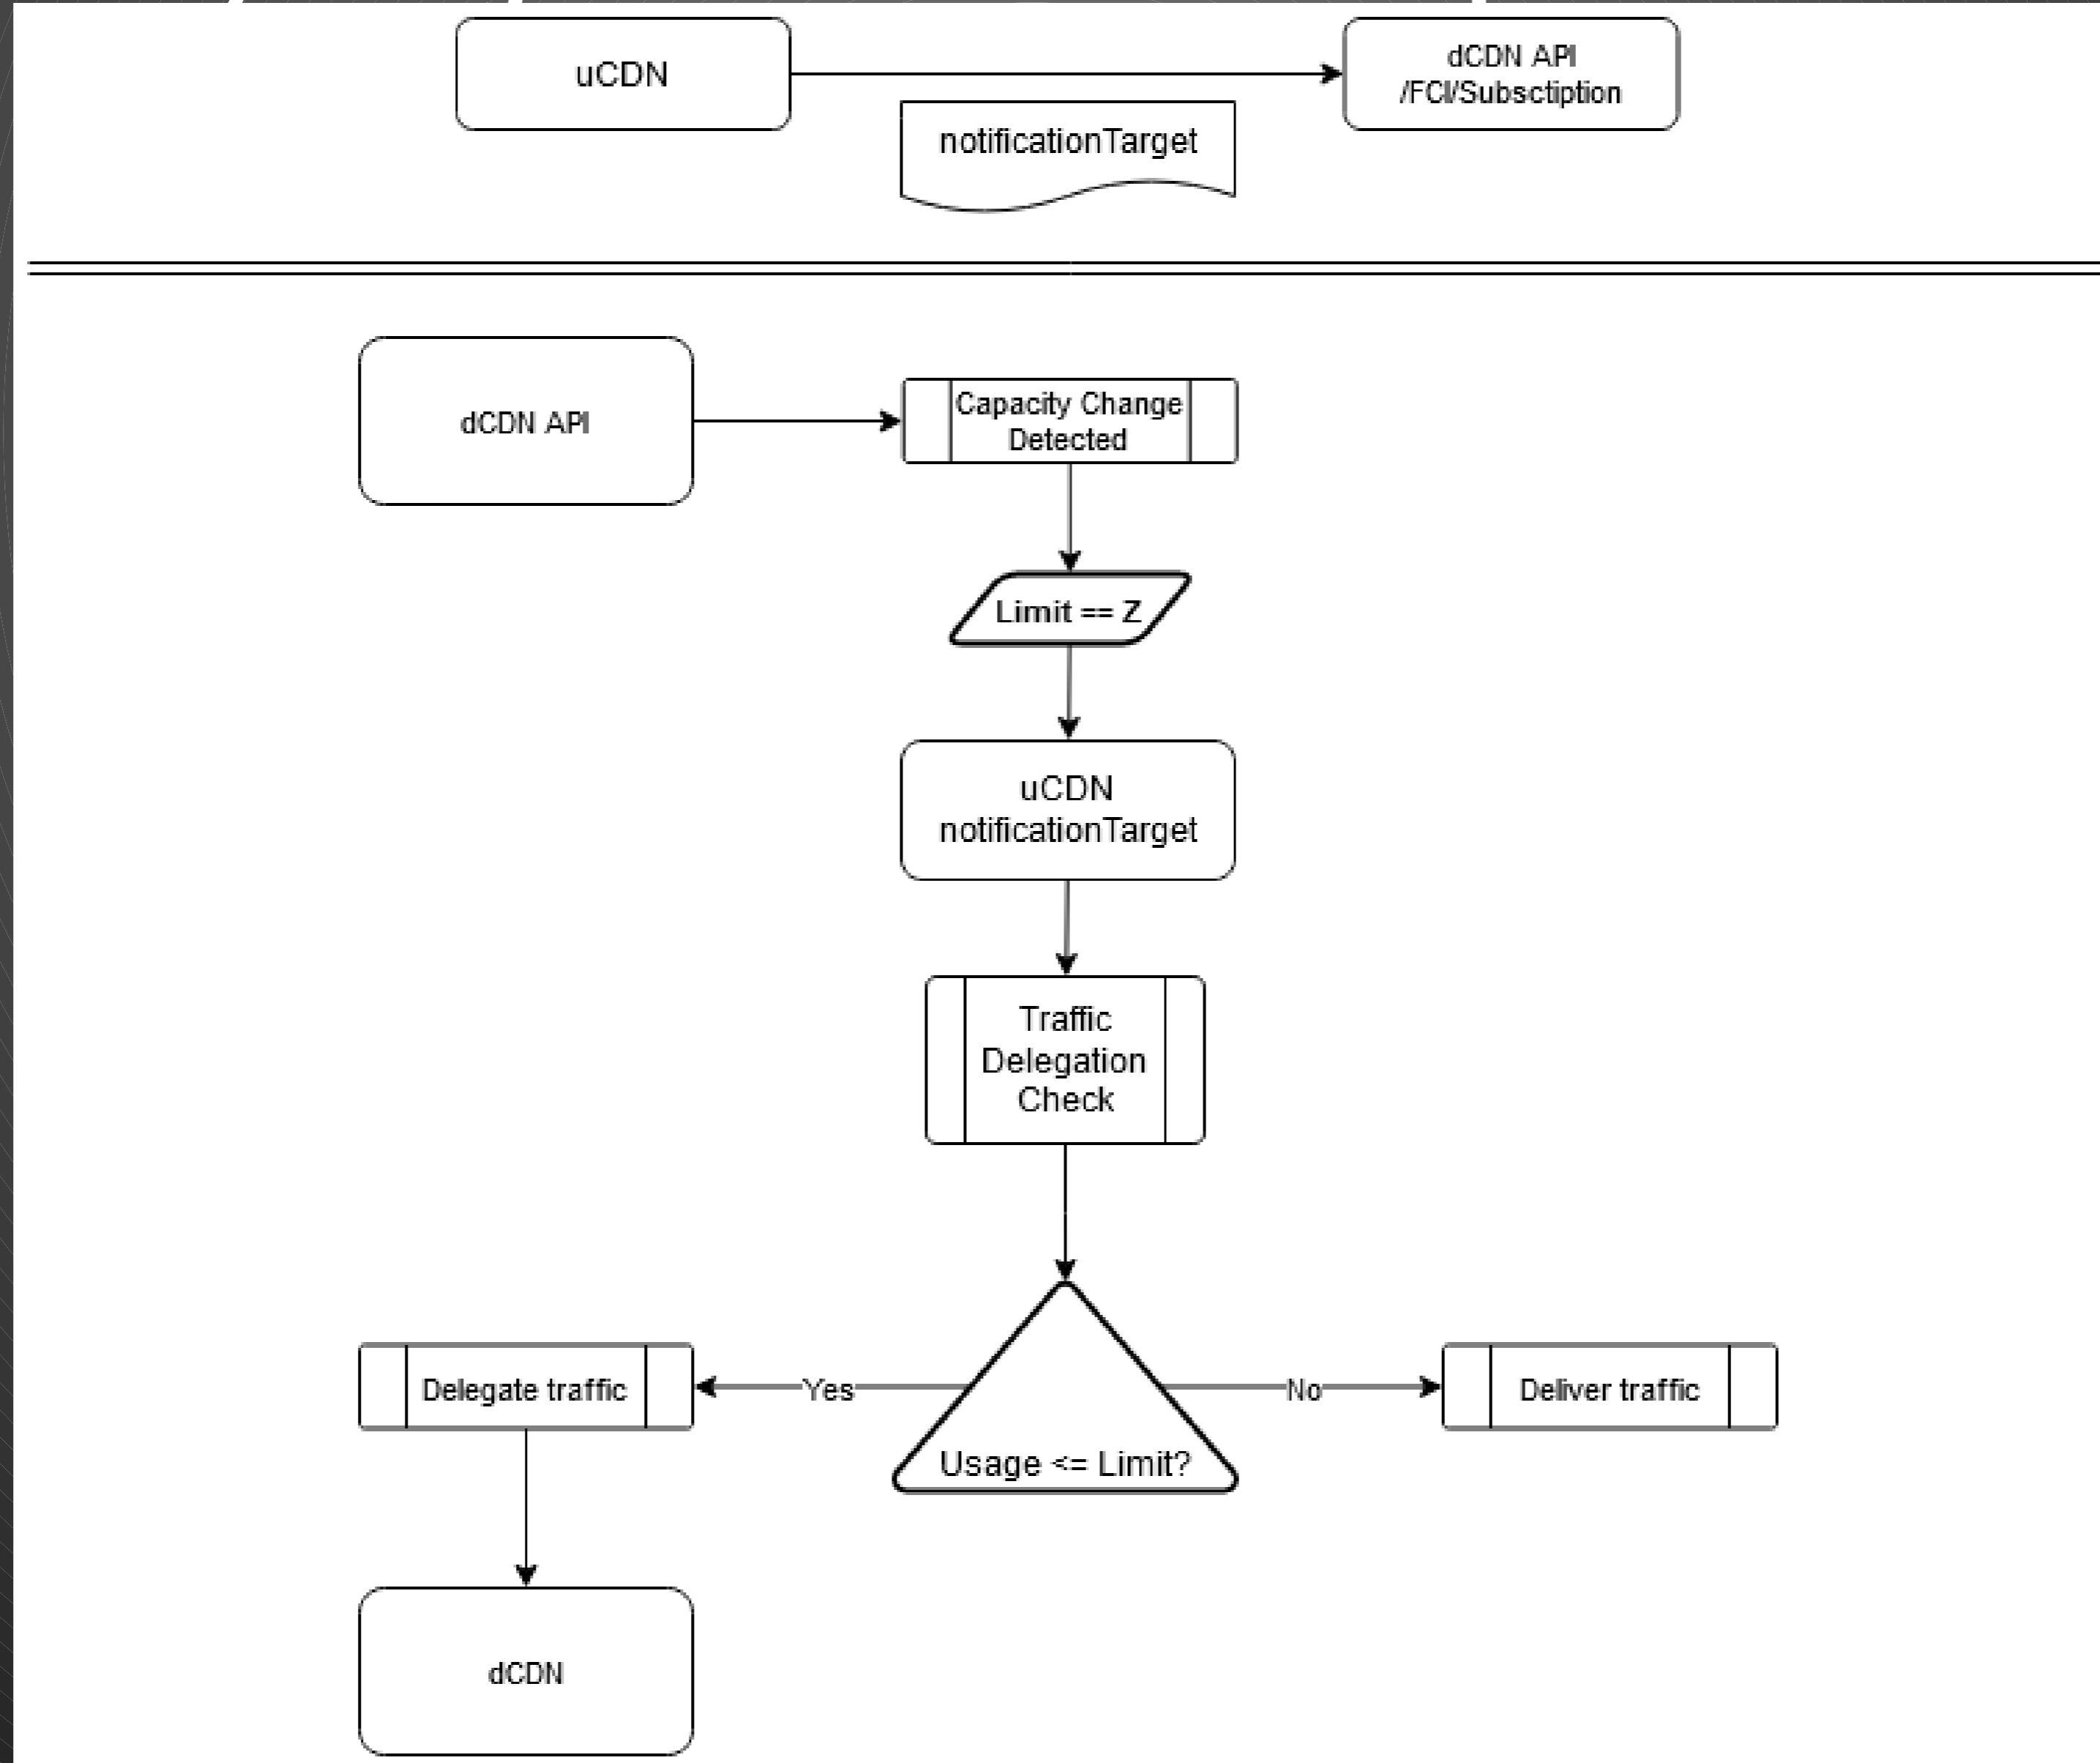 uCDN
dCDN API
/FCI/Subsctiption
notificationTarget
dCDN API
Capacity Change
Detected
Limit == Z
uCDN
notificationTarget
Traffic
Delegation
Check
Delegate traffic
Yes
No
Deliver traffic
Usage <= Limit?
dCDN